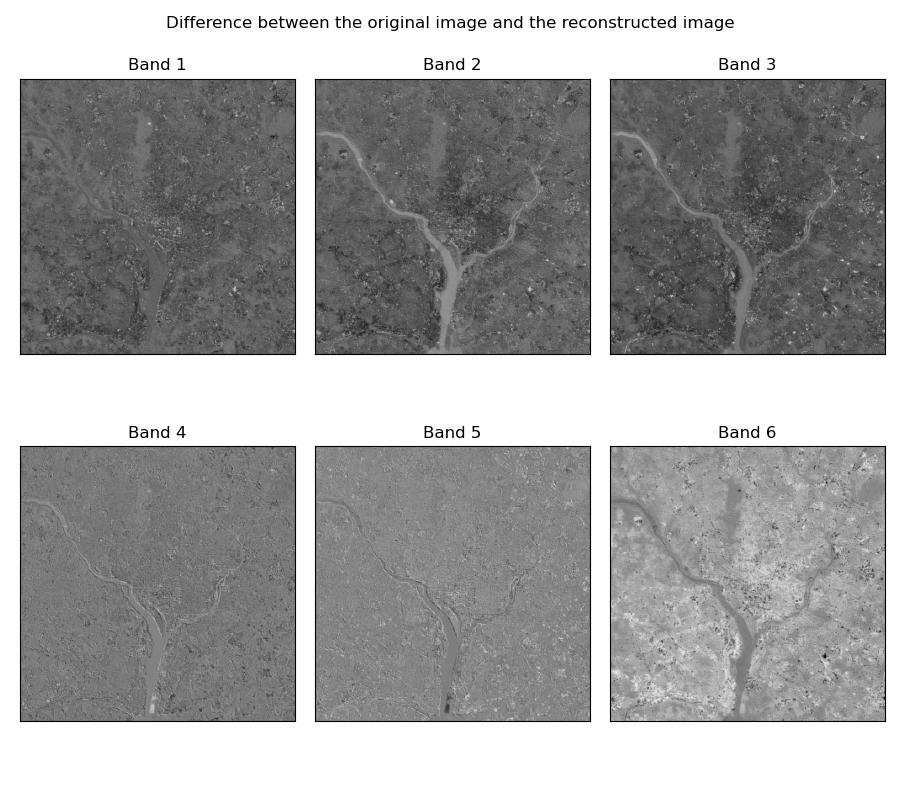 Difference between the original image and the reconstructed image
Band 1
Band 2
Band 3
Band 4
Band 5
Band 6